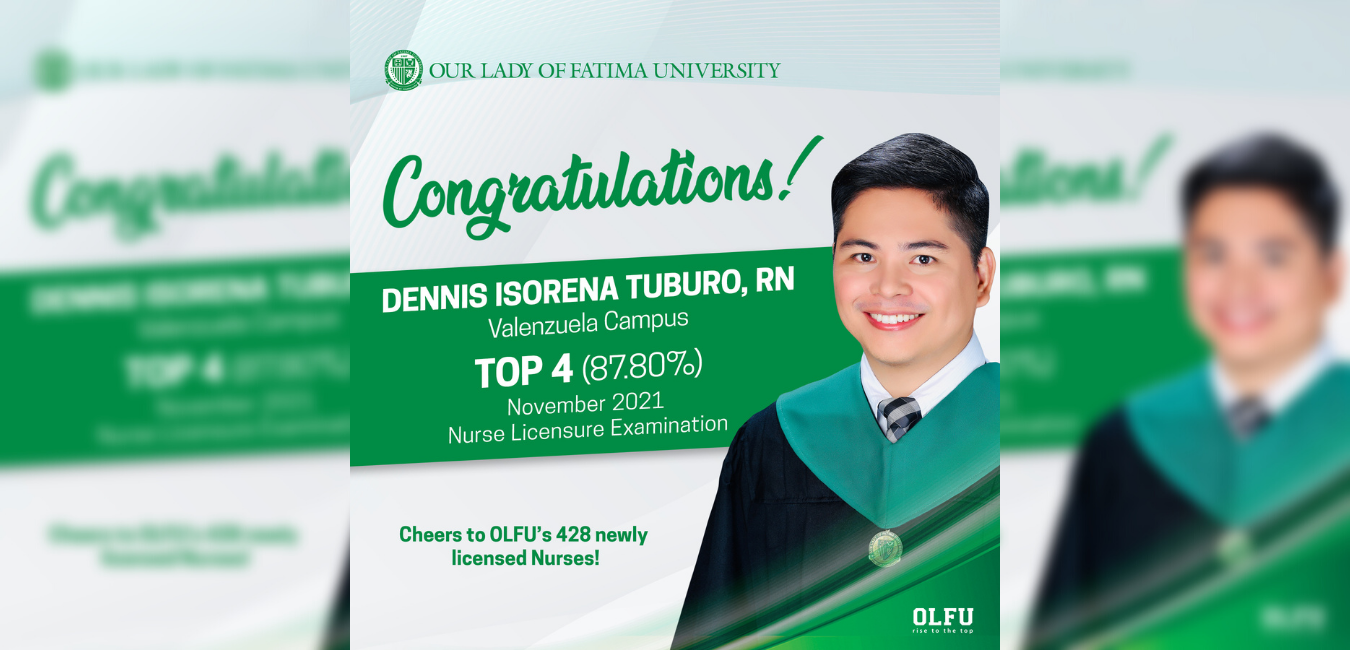 OUR LADY OF FATIMA UNIVERSITY
Congratulations!
DENNIS ISORENA TUBURO, RN
Valenzuela Campus
TOP 4 (87.80%)
November 2021
Nurse Licensure Examination
Cheers to OLFU's 428 newly
licensed Nurses!
OLFU
rise to the top